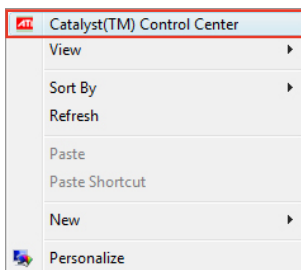 ATI Catalyst(TM) Control Center
View
Sort By
Refresh
Paste
Paste Shortcut
New
Personalize